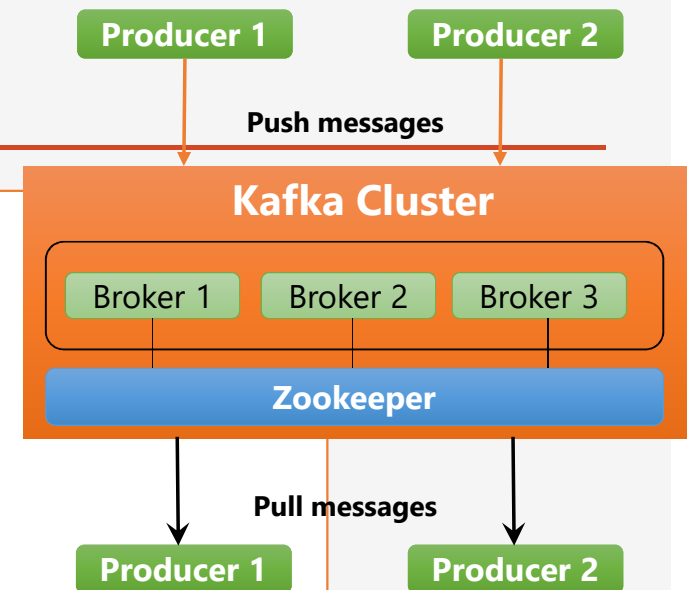 Producer 1
Producer 2
Push messages
Kafka Cluster
Broker 1
Broker 2
Broker 3
Zookeeper
Pull messages
Producer 1
Producer 2